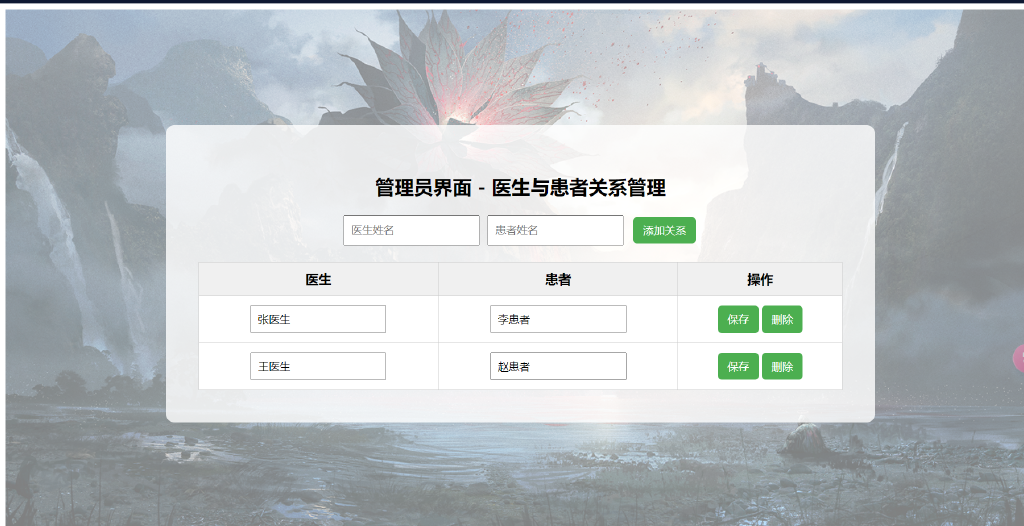 管理员界面 - 医生与患者关系管理
医生姓名 患者姓名 添加关系
医生 患者 操作
张医生 李患者 保存 删除
王医生 赵患者 保存 删除